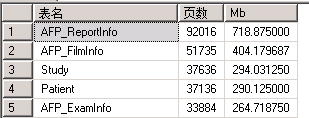 表名 页数 Mb
1 AFP_ReportInfo 92016 718.875000
2 AFP_FilmInfo 51735 404.179687
3 Study 37636 294.031250
4 Patient 37136 290.125000
5 AFP_ExamInfo 33884 264.718750